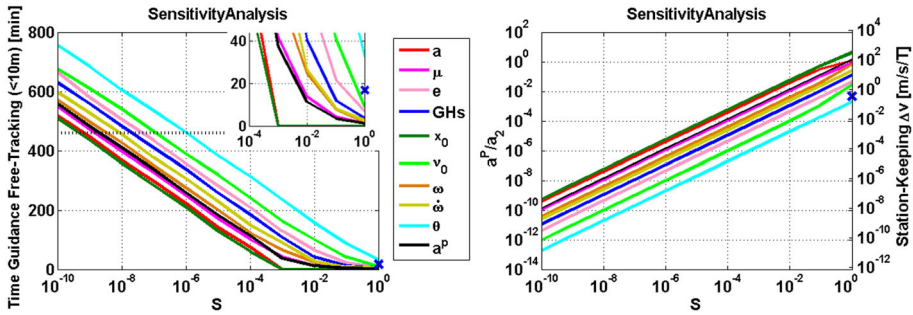 SensitivityAnalysis
Time Guidance Free-Tracking (<10m) [min]
800
600
400
200
0
10^-10
10^-8
10^-6
10^-4
10^-2
10^0
S
40
20
0
10^-4
10^-2
10^0
a
μ
e
GHs
x_0
v_0
ω
ω̇
θ
a^p
SensitivityAnalysis
a^p/a_2
10^2
10^0
10^-2
10^-4
10^-6
10^-8
10^-10
10^-12
10^-14
10^-10
10^-8
10^-6
10^-4
10^-2
10^0
S
10^4
10^2
10^0
10^-2
10^-4
10^-6
10^-8
10^-10
10^-12
Station-Keeping Δv [m/s/T]